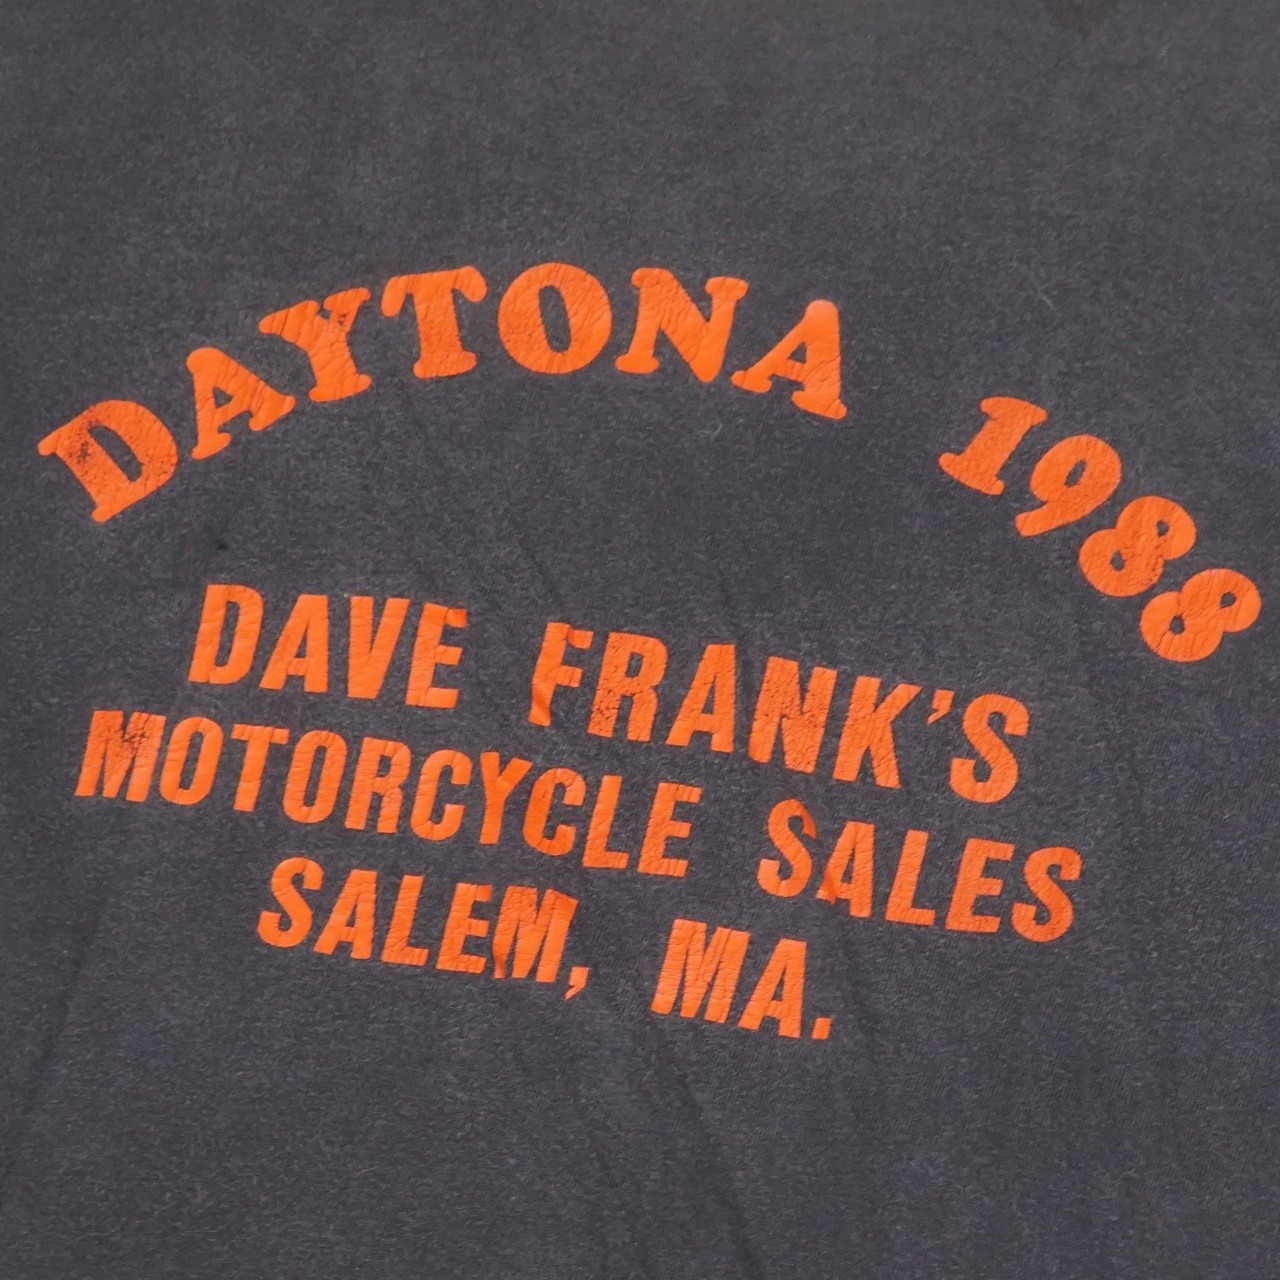 DAYTONA 1988
DAVE FRANK'S
MOTORCYCLE SALES
SALEM, MA.